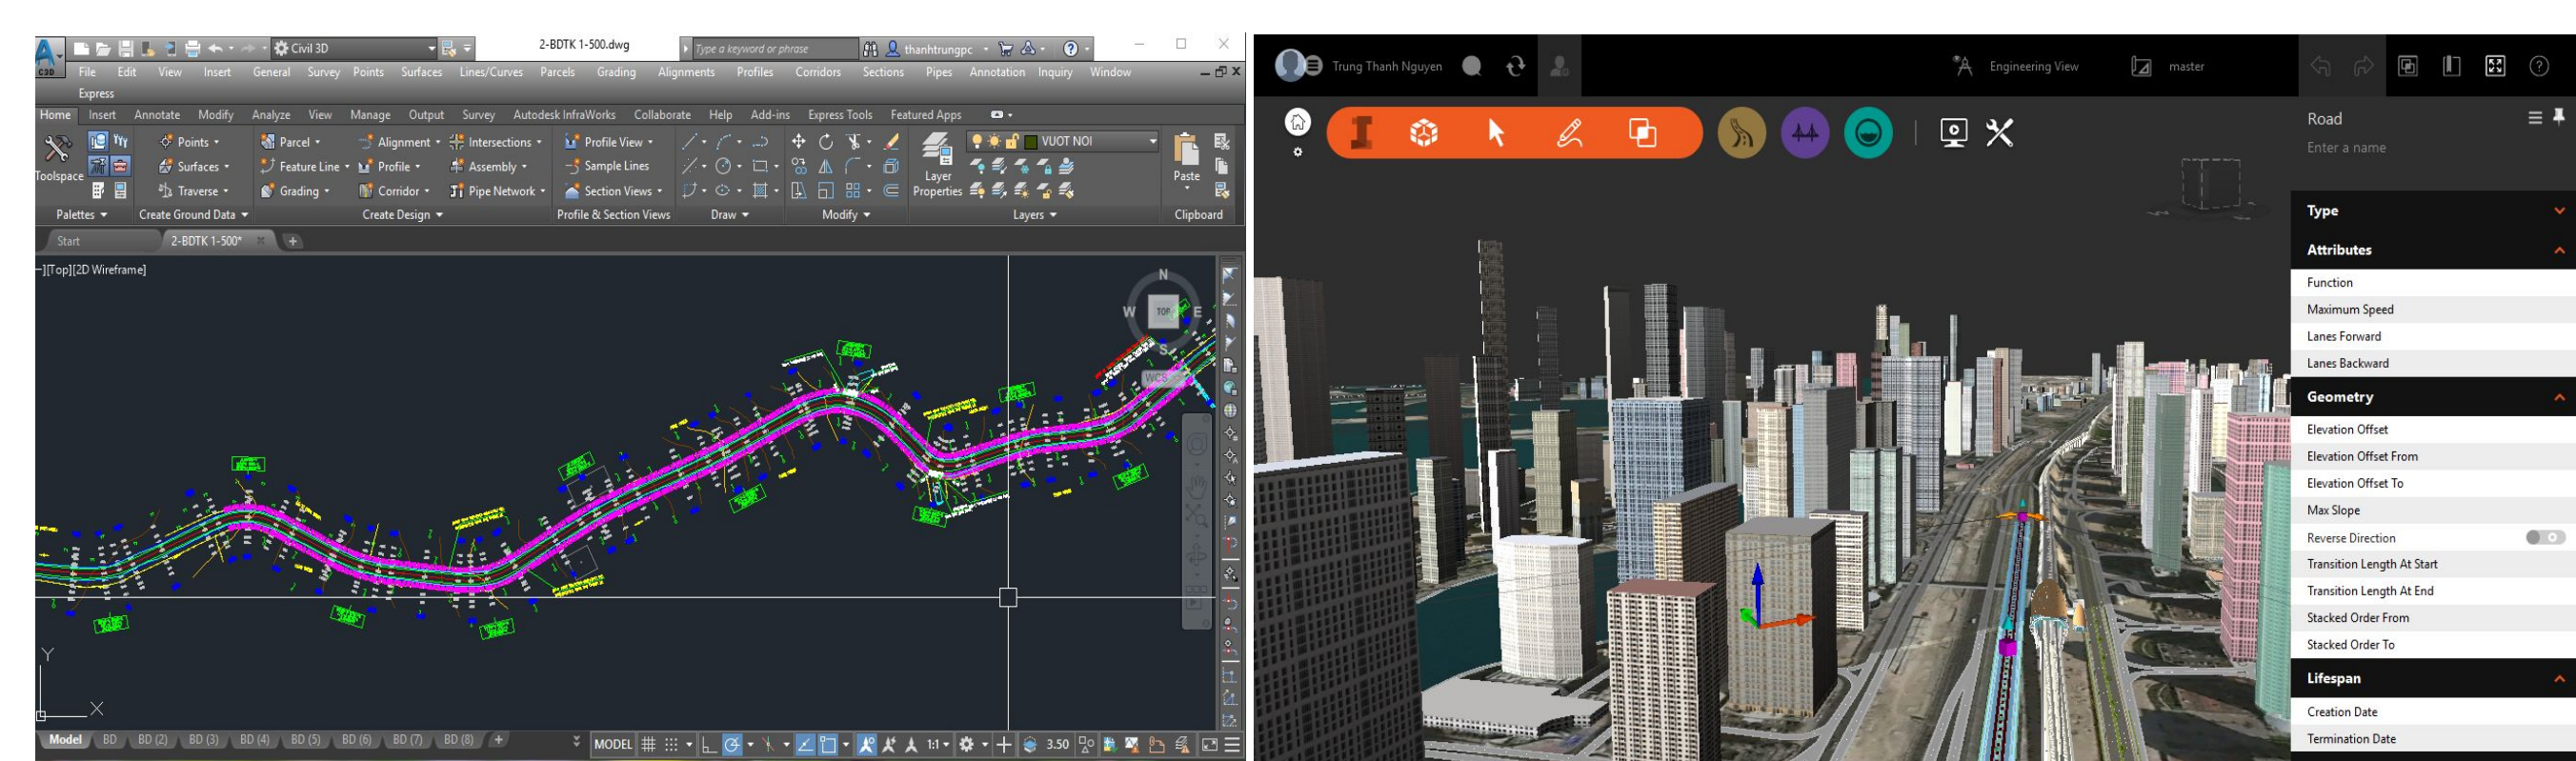 Civil 3D
2-BDTK 1-500.dwg
Type a keyword or phrase
thanhtrungpc
C3D
File Edit View Insert General Survey Points Surfaces Lines/Curves Parcels Grading Alignments Profiles Corridors Sections Pipes Annotation Inquiry Window
Express
Home Insert Annotate Modify Analyze View Manage Output Survey Autodesk InfraWorks Collaborate Help Add-ins Express Tools Featured Apps
Points Parcel Alignment Intersections Profile View VUOT NOI
Surfaces Feature Line Profile Assembly Sample Lines
Toolspace Layer Paste
Traverse Grading Corridor Pipe Network Section Views Properties
Palettes Create Ground Data Create Design Profile & Section Views Draw Modify Layers Clipboard
Start 2-BDTK 1-500* +
-][Top][2D Wireframe]
N
W TOP E
S
WCS
Y
X
Model BD BD (2) BD (3) BD (4) BD (5) BD (6) BD (7) BD (8) +
MODEL 1:1 3.50
Trung Thanh Nguyen Engineering View master
Road
Enter a name
Type
Attributes
Function
Maximum Speed
Lanes Forward
Lanes Backward
Geometry
Elevation Offset
Elevation Offset From
Elevation Offset To
Max Slope
Reverse Direction
Transition Length At Start
Transition Length At End
Stacked Order From
Stacked Order To
Lifespan
Creation Date
Termination Date